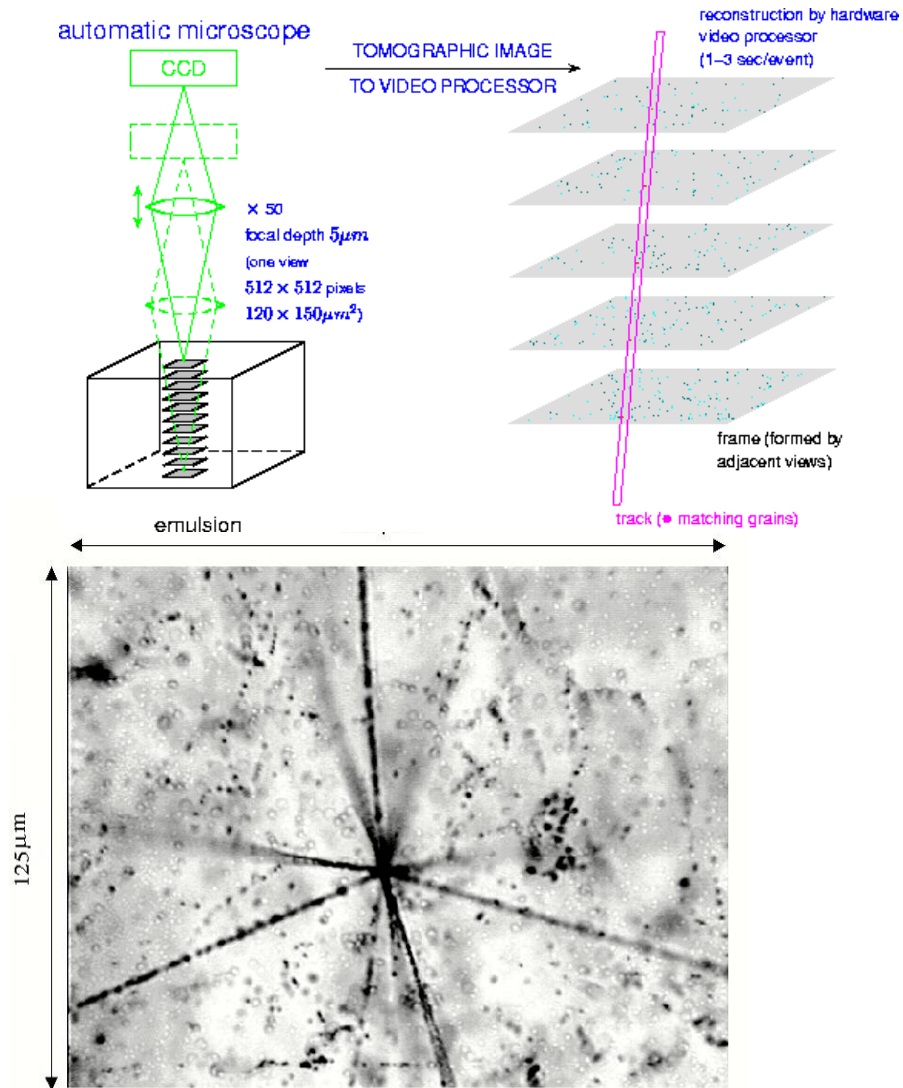 automatic microscope
CCD
× 50
focal depth 5μm
(one view
512 × 512 pixels
120 × 150μm²)
TOMOGRAPHIC IMAGE
TO VIDEO PROCESSOR
reconstruction by hardware
video processor
(1–3 sec/event)
frame (formed by
adjacent views)
track (● matching grains)
emulsion
125μm